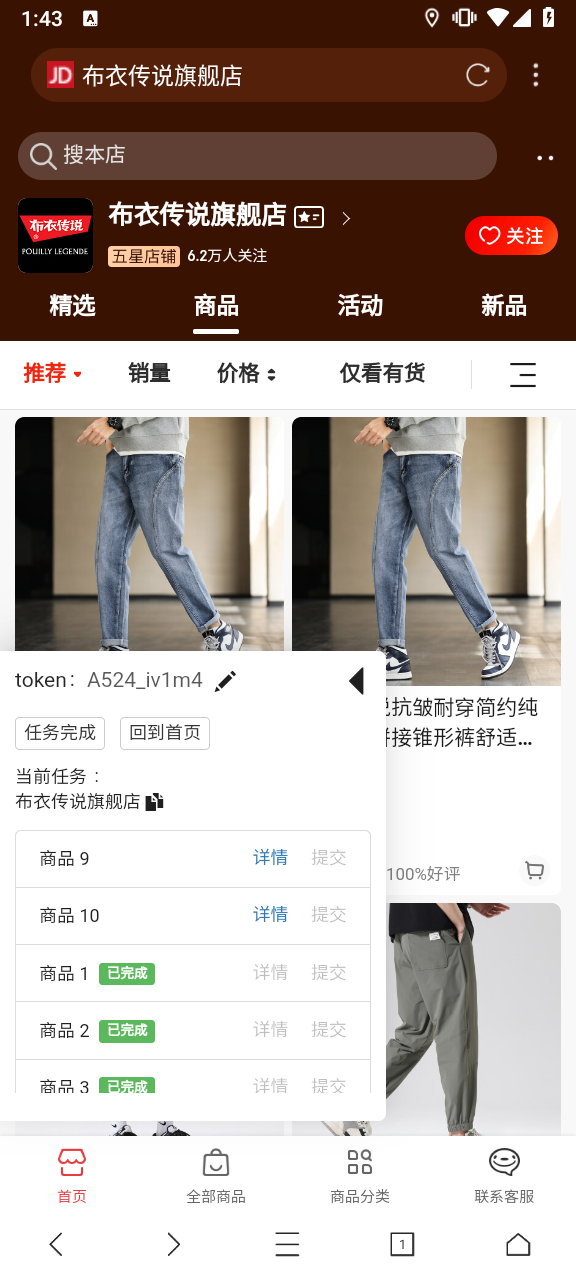 1:43
A
JD 布衣传说旗舰店
搜本店
布衣传说
POUILLY LEGENDE
布衣传说旗舰店
五星店铺 6.2万人关注
关注
精选 商品 活动 新品
推荐 销量 价格 仅看有货
token: A524_iv1m4
任务完成 回到首页
当前任务：
布衣传说旗舰店
商品 9 详情 提交
商品 10 详情 提交
商品 1 已完成 详情 提交
商品 2 已完成 详情 提交
商品 3 已完成 详情 提交
抗皱耐穿简约纯
接锥形裤舒适...
100%好评
首页 全部商品 商品分类 联系客服
1